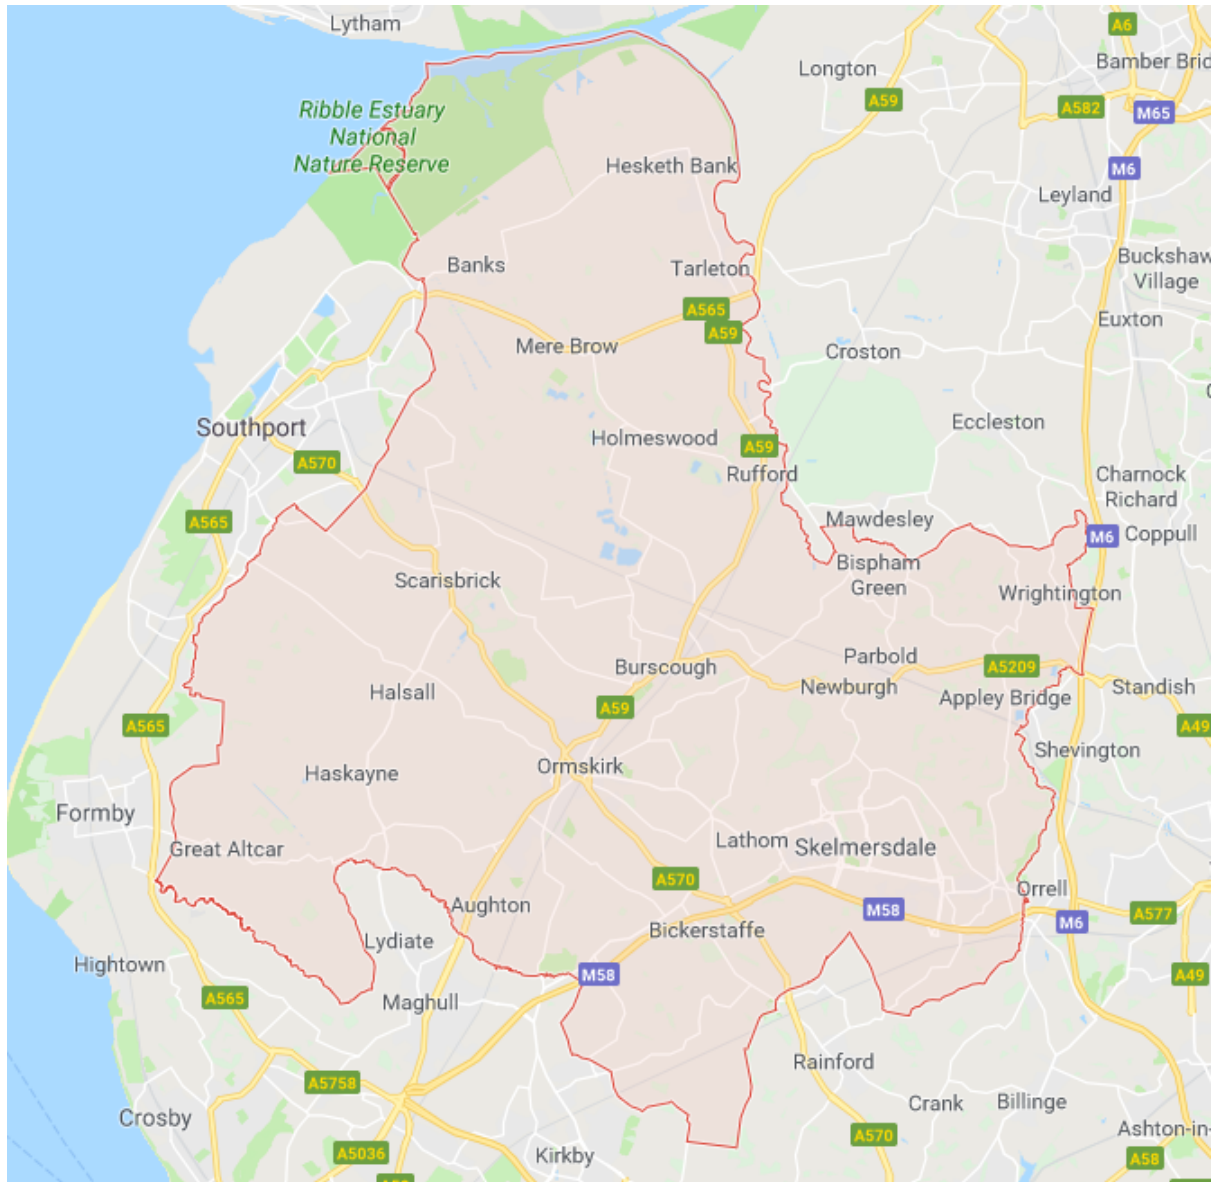 Lytham
A6
Longton
Bamber Brid
A59
A582
M65
Ribble Estuary
National
Nature Reserve
Hesketh Bank
M6
Leyland
Banks
Tarleton
Buckshaw
Village
A565
Euxton
A59
Mere Brow
Croston
Southport
Eccleston
Holmeswood
A59
A570
Rufford
Charnock
Richard
A565
Mawdesley
M6
Coppull
Bispham
Green
Scarisbrick
Wrightington
Burscough
Parbold
A5209
Halsall
Newburgh
Appley Bridge
Standish
A59
A565
A49
Shevington
Ormskirk
Haskayne
Formby
Lathom
Skelmersdale
Great Altcar
A570
Orrell
Aughton
M58
A577
M6
Bickerstaffe
Lydiate
Hightown
M58
A49
A565
Maghull
Rainford
A5758
Crank
Billinge
Crosby
Ashton-in-
A570
A5036
Kirkby
A58